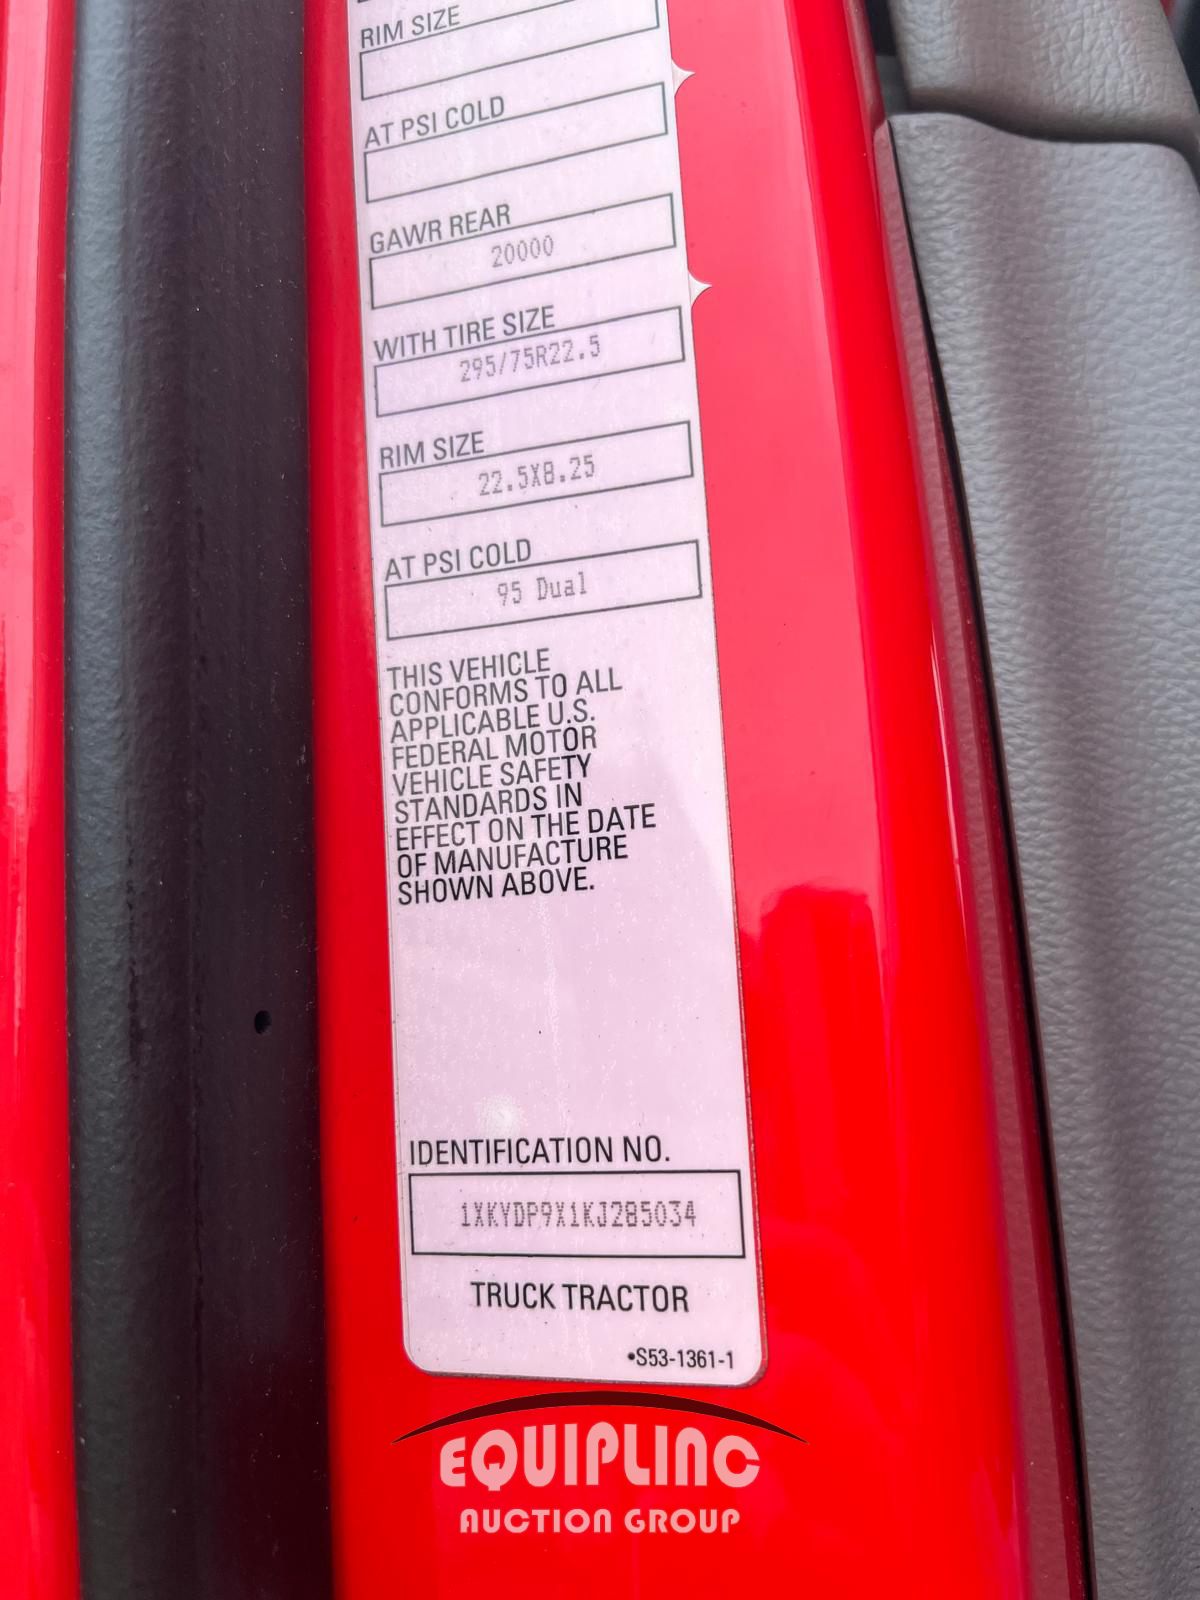 RIM SIZE
AT PSI COLD
GAWR REAR
20000
WITH TIRE SIZE
295/75R22.5
RIM SIZE
22.5X8.25
AT PSI COLD
95 Dual
THIS VEHICLE
CONFORMS TO ALL
APPLICABLE U.S.
FEDERAL MOTOR
VEHICLE SAFETY
STANDARDS IN
EFFECT ON THE DATE
OF MANUFACTURE
SHOWN ABOVE.
IDENTIFICATION NO.
1XKYDP9X1KJ285034
TRUCK TRACTOR
•S53-1361-1
EQUIPLINC
AUCTION GROUP